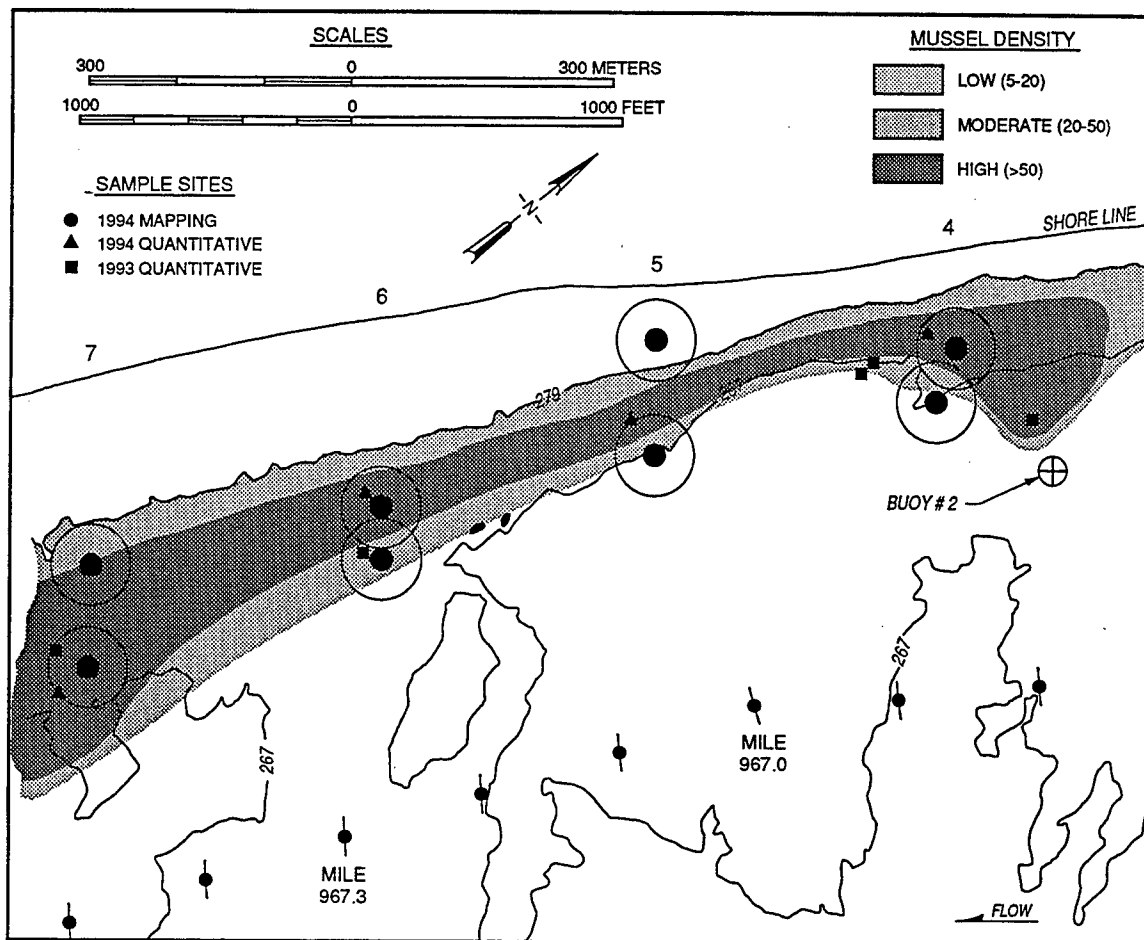 SCALES
300 0 300 METERS
1000 0 1000 FEET
MUSSEL DENSITY
LOW (5-20)
MODERATE (20-50)
HIGH (>50)
SAMPLE SITES
1994 MAPPING
1994 QUANTITATIVE
1993 QUANTITATIVE
N
SHORE LINE
4
5
6
7
279
BUOY # 2
267
267
MILE
967.0
MILE
967.3
FLOW